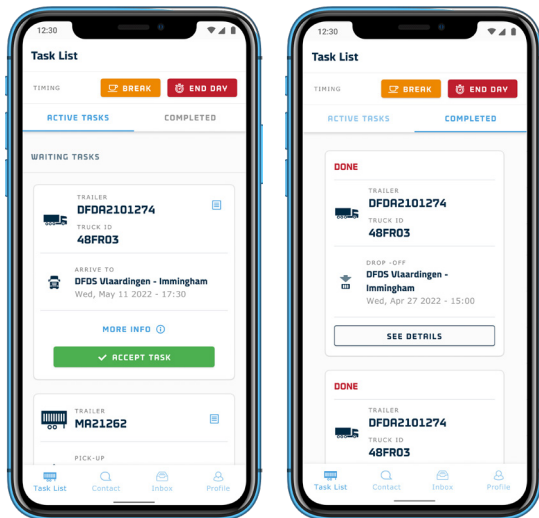 12:30
Task List
TIMING
BREAK
END DAY
ACTIVE TASKS
COMPLETED
WAITING TASKS
TRAILER
DFDA2101274
TRUCK ID
48FR03
ARRIVE TO
DFDS Vlaardingen - Immingham
Wed, May 11 2022 - 17:30
MORE INFO
ACCEPT TASK
TRAILER
MA21262
PICK-UP
Task List
Contact
Inbox
Profile
12:30
Task List
TIMING
BREAK
END DAY
ACTIVE TASKS
COMPLETED
DONE
TRAILER
DFDA2101274
TRUCK ID
48FR03
DROP -OFF
DFDS Vlaardingen -
Immingham
Wed, Apr 27 2022 - 15:00
SEE DETAILS
DONE
TRAILER
DFDA2101274
TRUCK ID
48FR03
Task List
Contact
Inbox
Profile